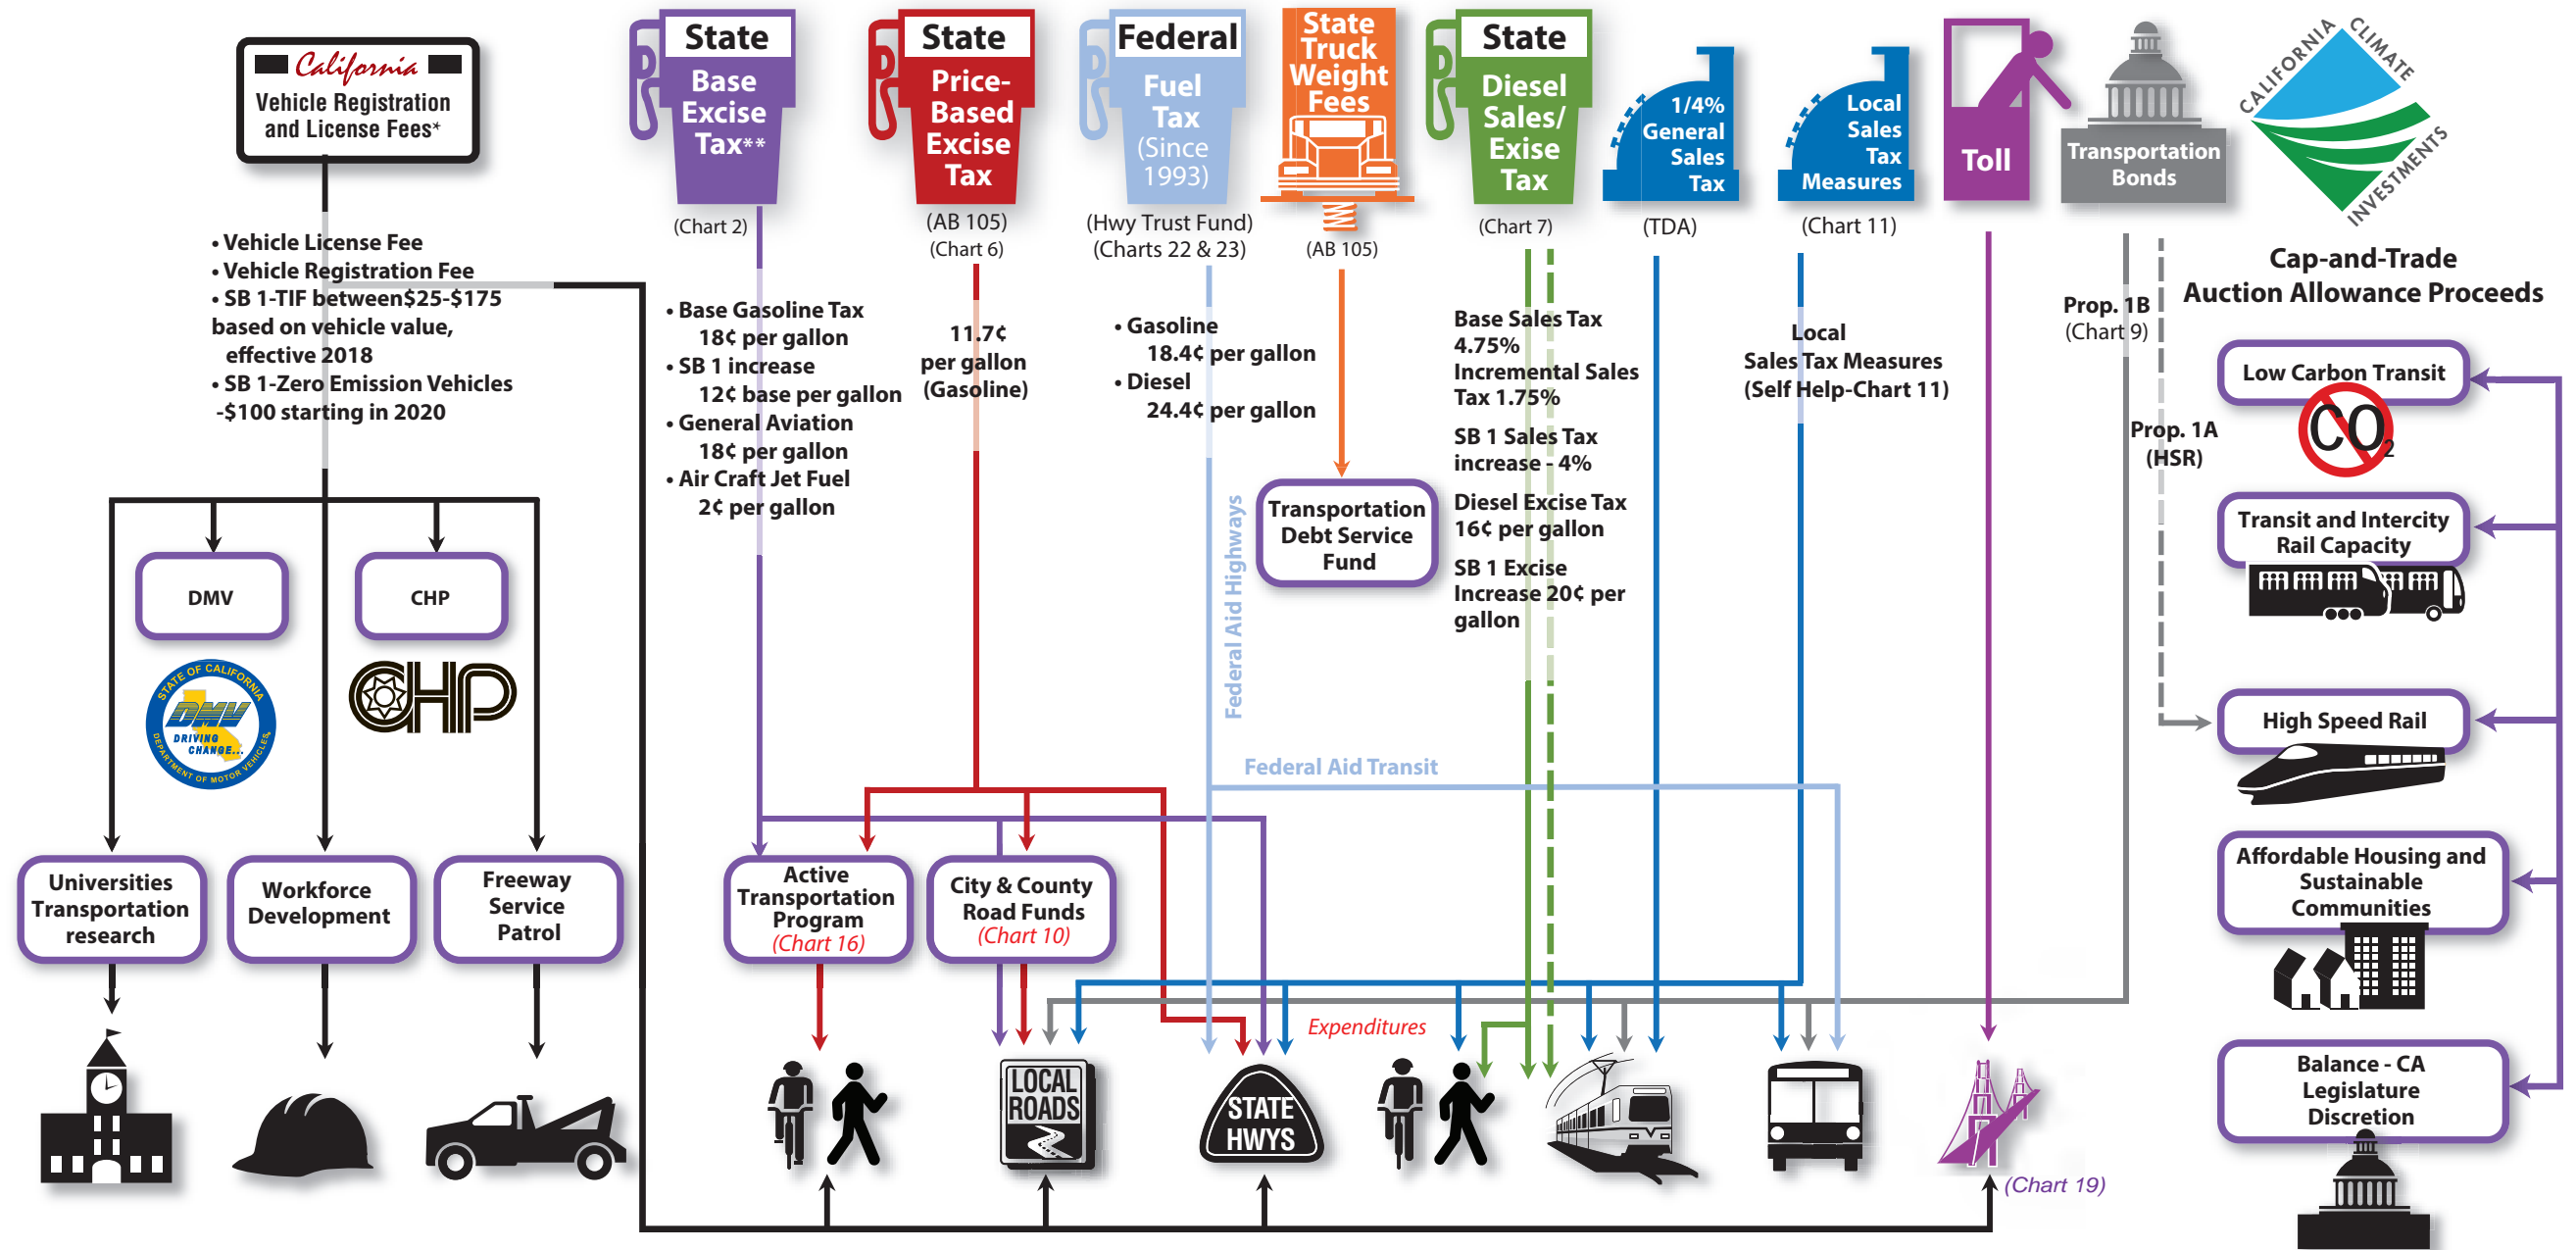 California
Vehicle Registration
and License Fees*
• Vehicle License Fee
• Vehicle Registration Fee
• SB 1-TIF between$25-$175
based on vehicle value,
effective 2018
• SB 1-Zero Emission Vehicles
-$100 starting in 2020
DMV
CHP
STATE OF CALIFORNIA
DMV
DRIVING
CHANGE...
DEPARTMENT OF MOTOR VEHICLES
CHP
Universities
Transportation
research
Workforce
Development
Freeway
Service
Patrol
State
Base
Excise
Tax**
(Chart 2)
• Base Gasoline Tax
18¢ per gallon
• SB 1 increase
12¢ base per gallon
• General Aviation
18¢ per gallon
• Air Craft Jet Fuel
2¢ per gallon
State
Price-
Based
Excise
Tax
(AB 105)
(Chart 6)
11.7¢
per gallon
(Gasoline)
Federal
Fuel
Tax
(Since
1993)
(Hwy Trust Fund)
(Charts 22 & 23)
• Gasoline
18.4¢ per gallon
• Diesel
24.4¢ per gallon
Federal Aid Highways
Federal Aid Transit
State
Truck
Weight
Fees
(AB 105)
Transportation
Debt Service
Fund
State
Diesel
Sales/
Exise
Tax
(Chart 7)
Base Sales Tax
4.75%
Incremental Sales
Tax 1.75%
SB 1 Sales Tax
increase - 4%
Diesel Excise Tax
16¢ per gallon
SB 1 Excise
Increase 20¢ per
gallon
1/4%
General
Sales
Tax
(TDA)
Local
Sales
Tax
Measures
(Chart 11)
Local
Sales Tax Measures
(Self Help-Chart 11)
Toll
Transportation
Bonds
Prop. 1B
(Chart 9)
Prop. 1A
(HSR)
CALIFORNIA
CLIMATE
INVESTMENTS
Cap-and-Trade
Auction Allowance Proceeds
Low Carbon Transit
CO2
Transit and Intercity
Rail Capacity
High Speed Rail
Affordable Housing and
Sustainable
Communities
Balance - CA
Legislature
Discretion
Active
Transportation
Program
(Chart 16)
City & County
Road Funds
(Chart 10)
Expenditures
LOCAL
ROADS
STATE
HWYS
(Chart 19)